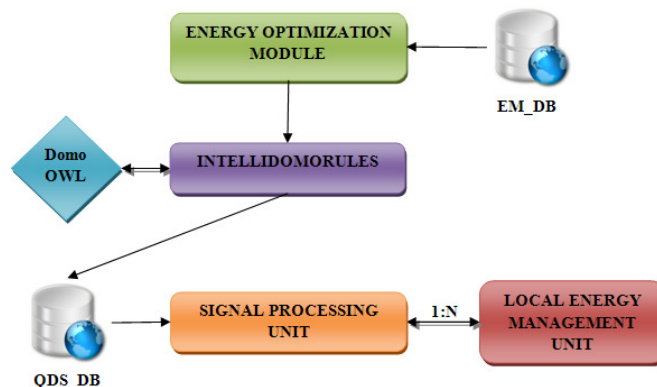 ENERGY OPTIMIZATION
MODULE
EM_DB
Domo
OWL
INTELLIDOMORULES
QDS_DB
SIGNAL PROCESSING
UNIT
1:N
LOCAL ENERGY
MANAGEMENT
UNIT